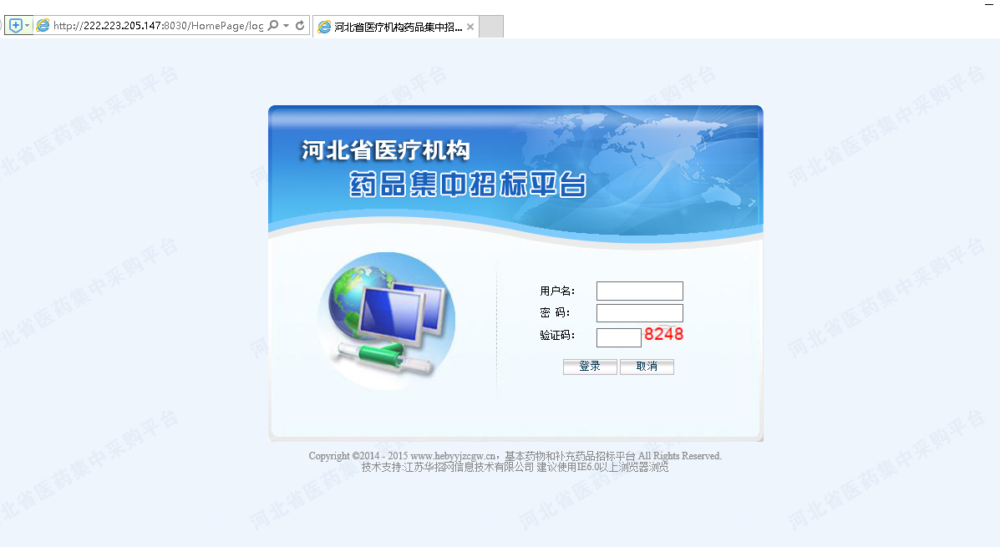 http://222.223.205.147:8030/HomePage/log
河北省医疗机构药品集中招...
河北省医药集中采购平台
河北省医疗机构
药品集中招标平台
用户名：
密 码：
验证码：
8248
登录
取消
Copyright ©2014 - 2015 www.hebyyjzcgw.cn，基本药物和补充药品招标平台 All Rights Reserved.
技术支持:江苏华招网信息技术有限公司 建议使用IE6.0以上浏览器浏览